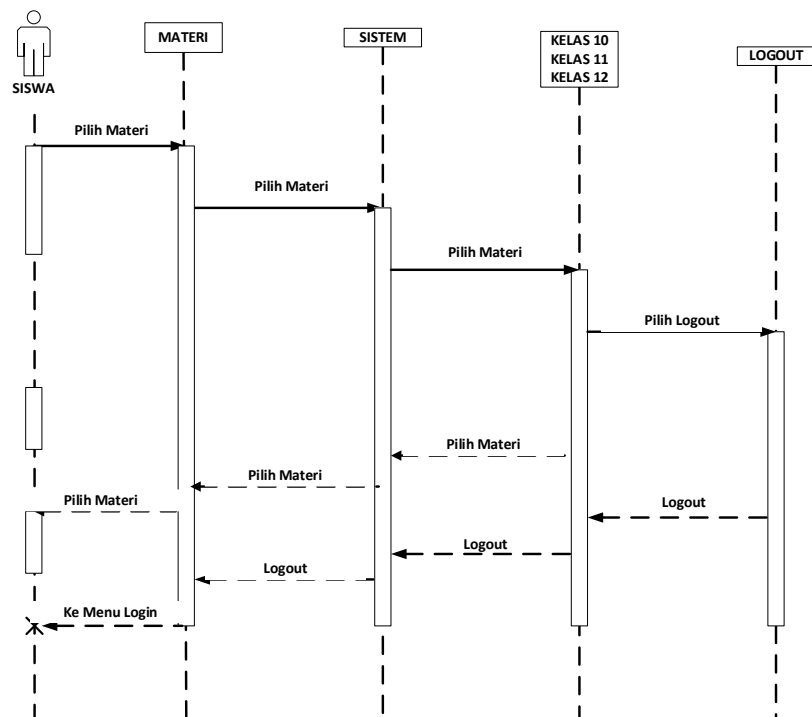 SISWA
MATERI
SISTEM
KELAS 10
KELAS 11
KELAS 12
LOGOUT
Pilih Materi
Pilih Materi
Pilih Materi
Pilih Logout
Pilih Materi
Pilih Materi
Pilih Materi
Logout
Logout
Logout
Ke Menu Login